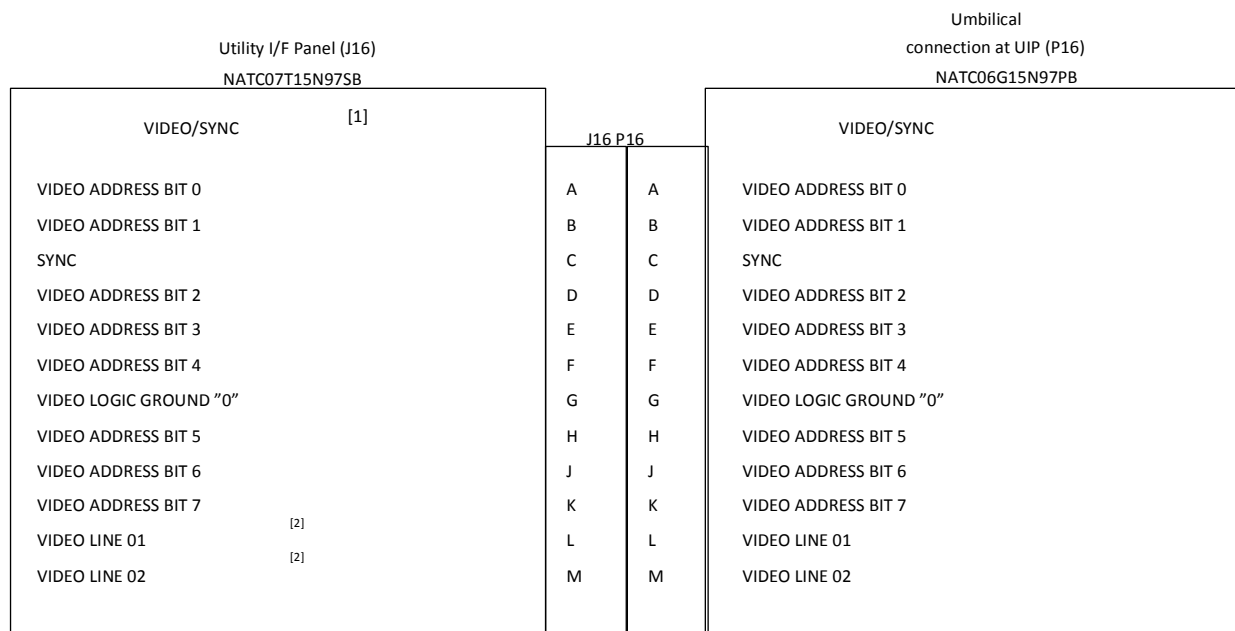 Umbilical
Utility I/F Panel (J16) connection at UIP (P16)
NATC07T15N97SB NATC06G15N97PB
VIDEO/SYNC [1] VIDEO/SYNC
J16 P16
VIDEO ADDRESS BIT 0 A A VIDEO ADDRESS BIT 0
VIDEO ADDRESS BIT 1 B B VIDEO ADDRESS BIT 1
SYNC C C SYNC
VIDEO ADDRESS BIT 2 D D VIDEO ADDRESS BIT 2
VIDEO ADDRESS BIT 3 E E VIDEO ADDRESS BIT 3
VIDEO ADDRESS BIT 4 F F VIDEO ADDRESS BIT 4
VIDEO LOGIC GROUND ”0” G G VIDEO LOGIC GROUND ”0”
VIDEO ADDRESS BIT 5 H H VIDEO ADDRESS BIT 5
VIDEO ADDRESS BIT 6 J J VIDEO ADDRESS BIT 6
VIDEO ADDRESS BIT 7 K K VIDEO ADDRESS BIT 7
VIDEO LINE 01 [2] L L VIDEO LINE 01
VIDEO LINE 02 [2] M M VIDEO LINE 02